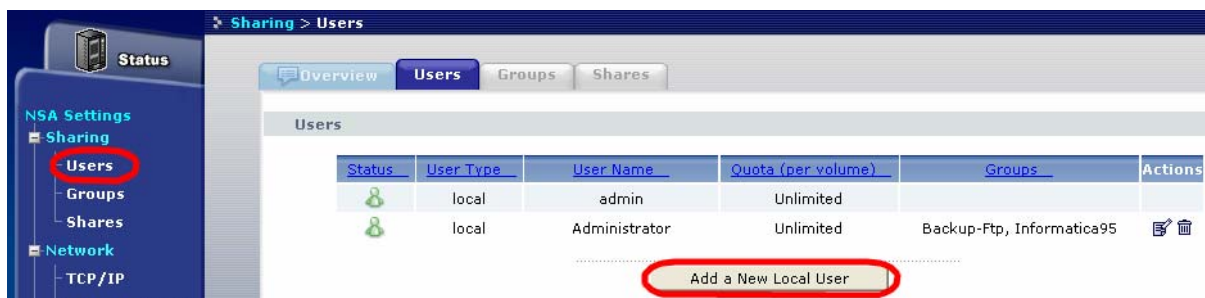 Sharing > Users
Status
Overview Users Groups Shares
NSA Settings
Sharing
Users
Groups
Shares
Network
TCP/IP
Users
Status User Type User Name Quota (per volume) Groups Actions
local admin Unlimited
local Administrator Unlimited Backup-Ftp, Informatica95
Add a New Local User